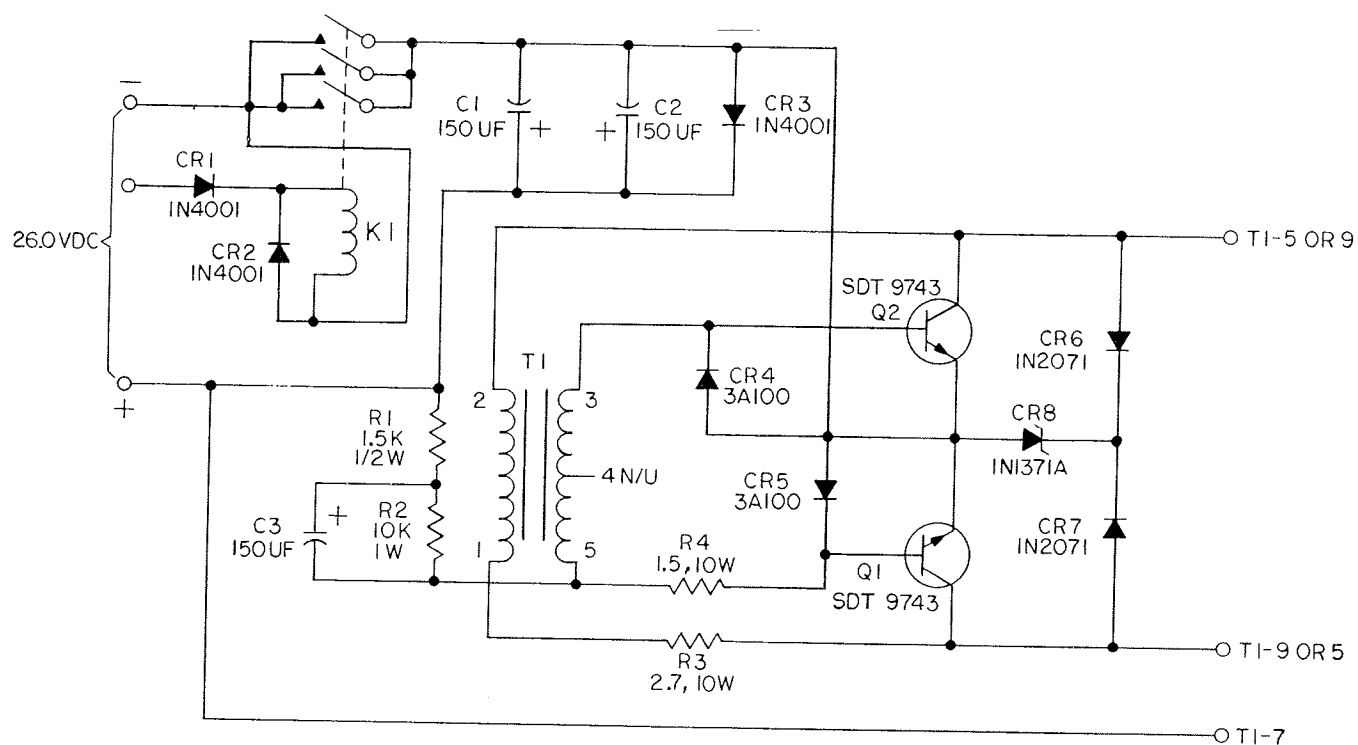 −
C1
150 UF
+
C2
150 UF
+
CR3
1N4001
CR1
1N4001
K1
26.0 VDC
CR2
1N4001
T1-5 OR 9
SDT 9743
Q2
CR6
1N2071
T1
2
3
CR4
3A100
+
R1
1.5K
1/2W
CR8
1N1371A
4 N/U
CR5
3A100
C3
150UF
+
R2
10K
1W
CR7
1N2071
1
5
R4
1.5, 10W
Q1
SDT 9743
R3
2.7, 10W
T1-9 OR 5
T1-7